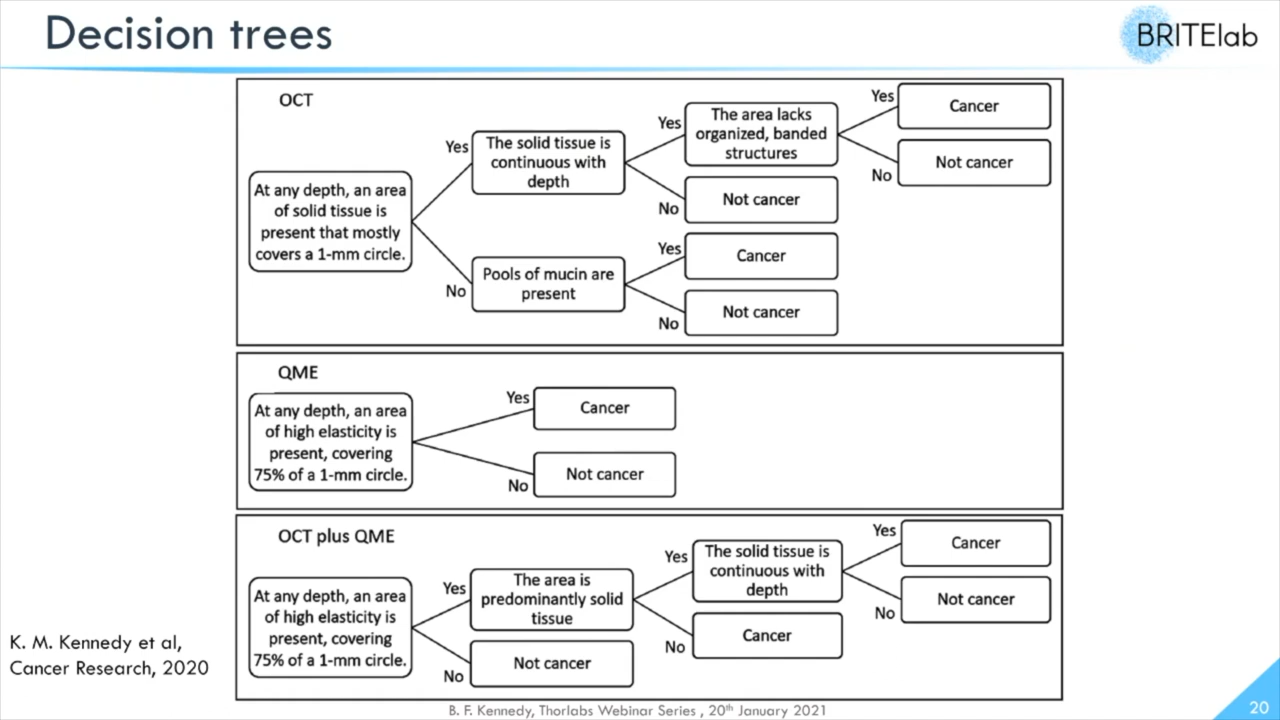 Decision trees
BRITElab
OCT
At any depth, an area
of solid tissue is
present that mostly
covers a 1-mm circle.
Yes
No
The solid tissue is
continuous with
depth
Yes
No
The area lacks
organized, banded
structures
Yes
No
Cancer
Not cancer
Not cancer
Pools of mucin are
present
Yes
No
Cancer
Not cancer
QME
At any depth, an area
of high elasticity is
present, covering
75% of a 1-mm circle.
Yes
No
Cancer
Not cancer
OCT plus QME
At any depth, an area
of high elasticity is
present, covering
75% of a 1-mm circle.
Yes
No
The area is
predominantly solid
tissue
Yes
No
The solid tissue is
continuous with
depth
Yes
No
Cancer
Not cancer
Cancer
Not cancer
K. M. Kennedy et al,
Cancer Research, 2020
B. F. Kennedy, Thorlabs Webinar Series , 20th January 2021
20